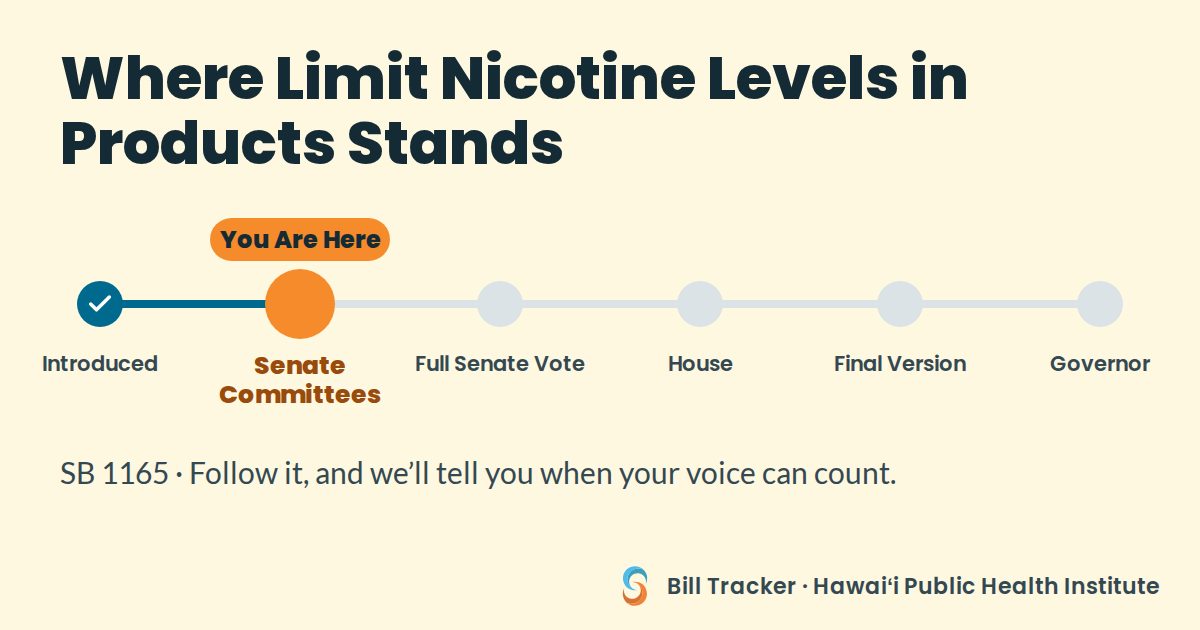 Where Limit Nicotine Levels in
Products Stands
You Are Here
Introduced
Senate
Committees
Full Senate Vote
House
Final Version
Governor
SB 1165 · Follow it, and we’ll tell you when your voice can count.
Bill Tracker · Hawaiʻi Public Health Institute